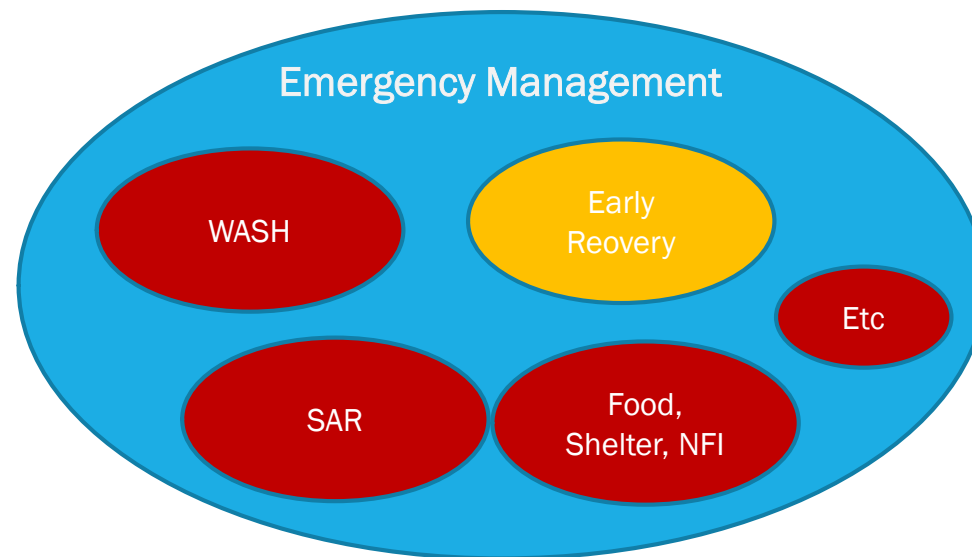 Emergency Management
WASH
Early
Reovery
Etc
SAR
Food,
Shelter, NFI